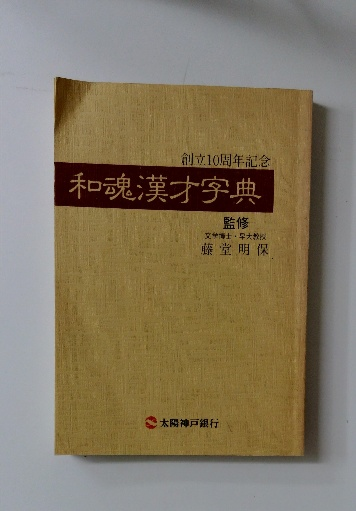 創立10周年記念
和魂漢才字典
監修
文学博士・早大教授
藤堂明保
太陽神戸銀行